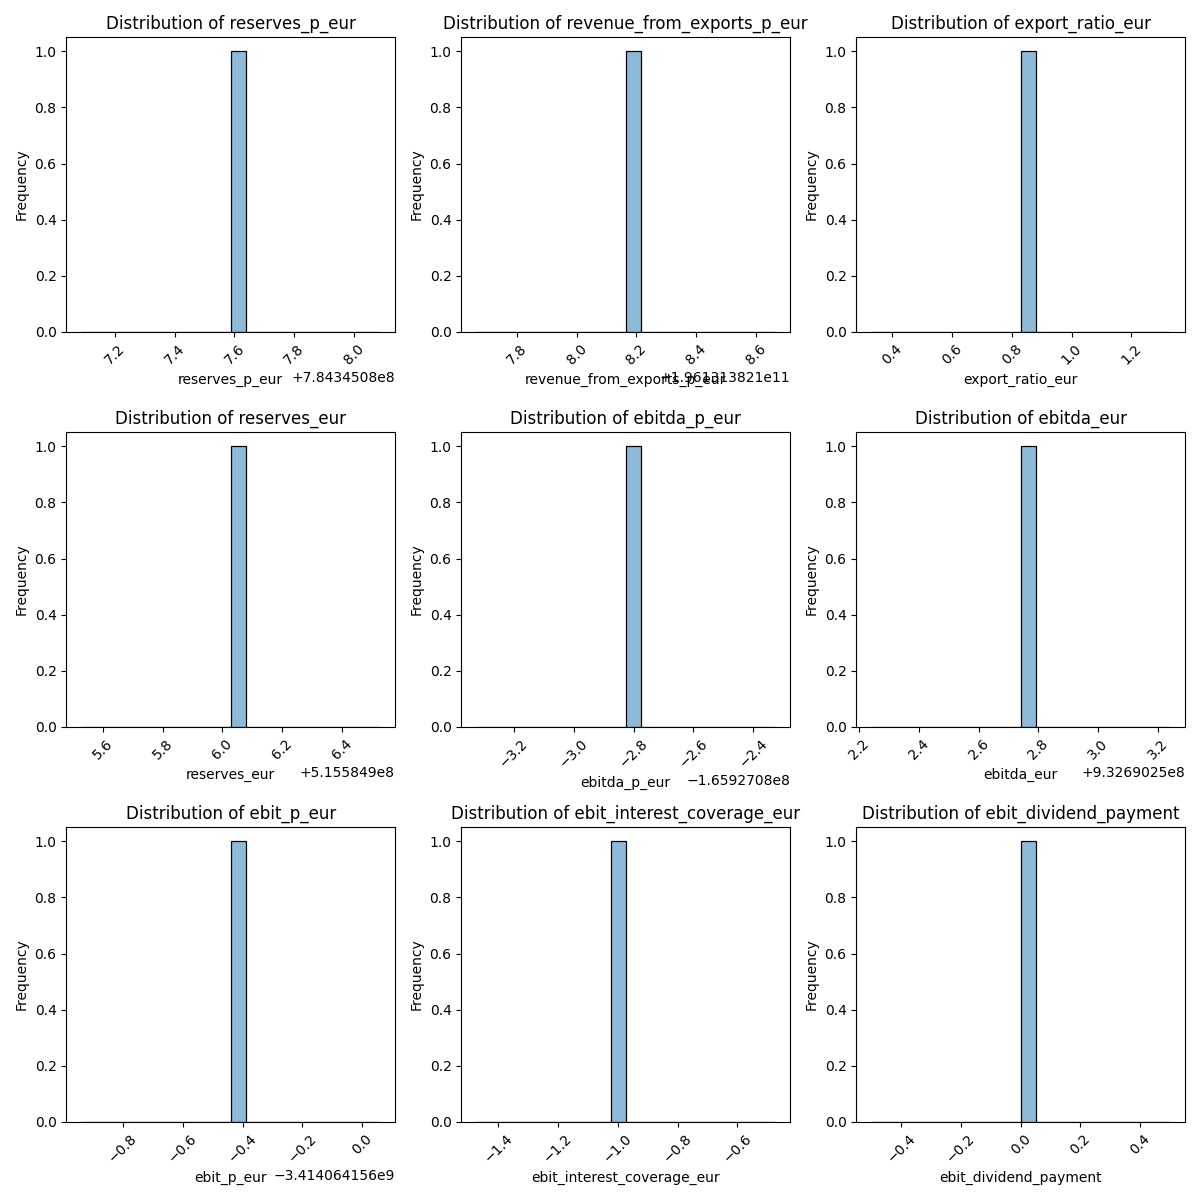 Distribution of reserves_p_eur
1.0
0.8
0.6
0.4
0.2
0.0
Frequency
7.2 7.4 7.6 7.8 8.0
reserves_p_eur +7.8434508e8
Distribution of revenue_from_exports_p_eur
1.0
0.8
0.6
0.4
0.2
0.0
Frequency
7.8 8.0 8.2 8.4 8.6
revenue_from_exports_p_eur +1.961213821e11
Distribution of export_ratio_eur
1.0
0.8
0.6
0.4
0.2
0.0
Frequency
0.4 0.6 0.8 1.0 1.2
export_ratio_eur
Distribution of reserves_eur
1.0
0.8
0.6
0.4
0.2
0.0
Frequency
5.6 5.8 6.0 6.2 6.4
reserves_eur +5.155849e8
Distribution of ebitda_p_eur
1.0
0.8
0.6
0.4
0.2
0.0
Frequency
−3.2 −3.0 −2.8 −2.6 −2.4
ebitda_p_eur −1.6592708e8
Distribution of ebitda_eur
1.0
0.8
0.6
0.4
0.2
0.0
Frequency
2.2 2.4 2.6 2.8 3.0 3.2
ebitda_eur +9.3269025e8
Distribution of ebit_p_eur
1.0
0.8
0.6
0.4
0.2
0.0
Frequency
−0.8 −0.6 −0.4 −0.2 0.0
ebit_p_eur −3.414064156e9
Distribution of ebit_interest_coverage_eur
1.0
0.8
0.6
0.4
0.2
0.0
Frequency
−1.4 −1.2 −1.0 −0.8 −0.6
ebit_interest_coverage_eur
Distribution of ebit_dividend_payment
1.0
0.8
0.6
0.4
0.2
0.0
Frequency
−0.4 −0.2 0.0 0.2 0.4
ebit_dividend_payment